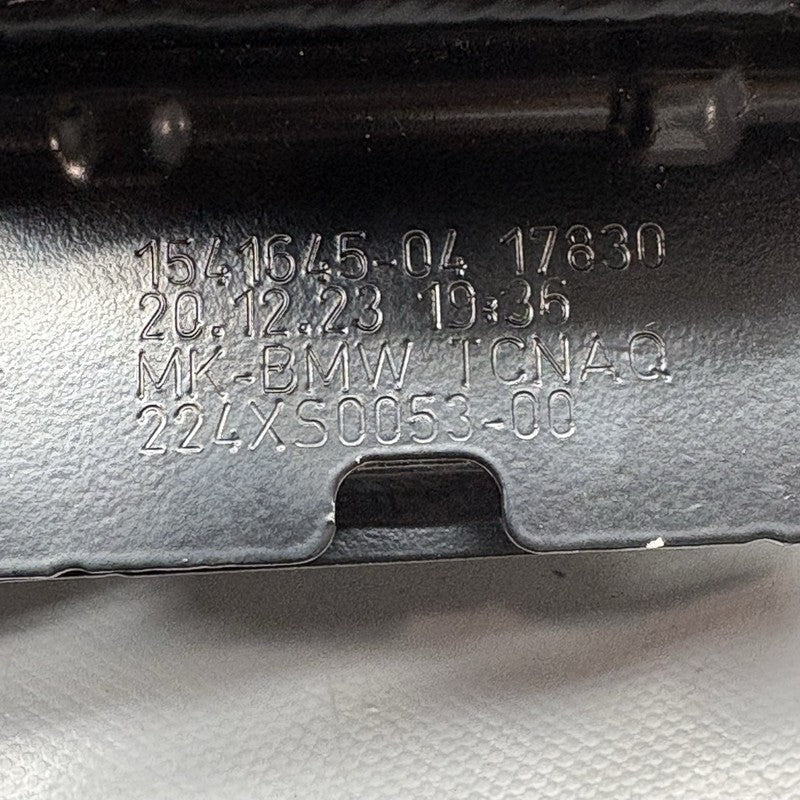 1541645-04 17830
20.12.23 19:36
MK-BMW TCNAQ
224XS0053-00